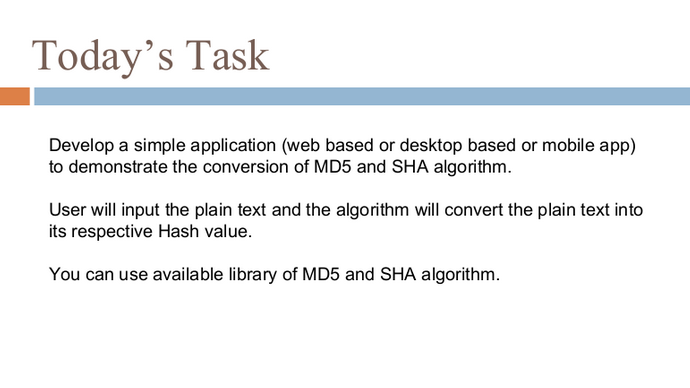 Today’s Task
Develop a simple application (web based or desktop based or mobile app)
to demonstrate the conversion of MD5 and SHA algorithm.
User will input the plain text and the algorithm will convert the plain text into
its respective Hash value.
You can use available library of MD5 and SHA algorithm.